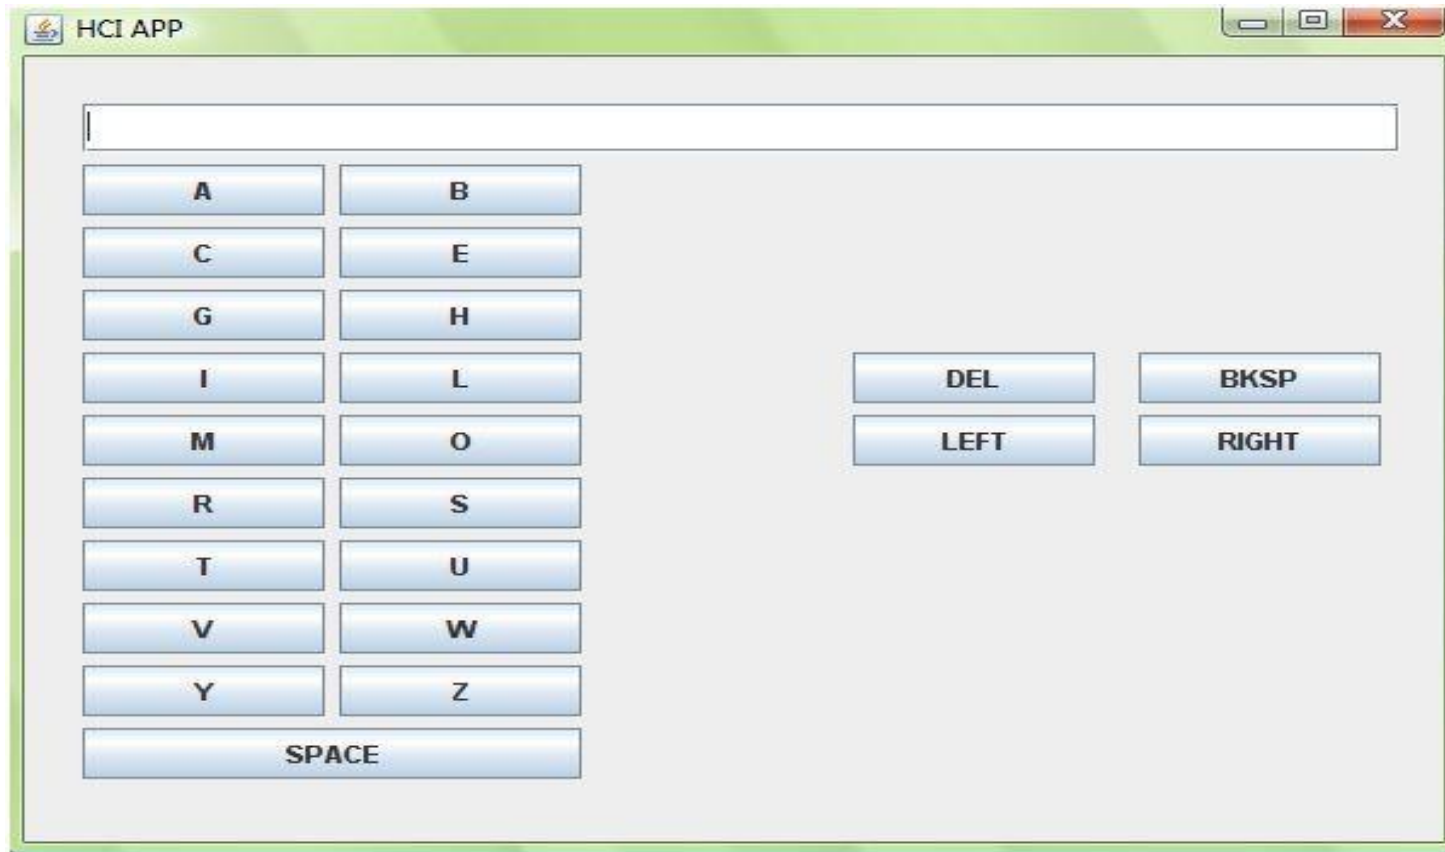 HCI APP
A B
C E
G H
I L DEL BKSP
M O LEFT RIGHT
R S
T U
V W
Y Z
SPACE